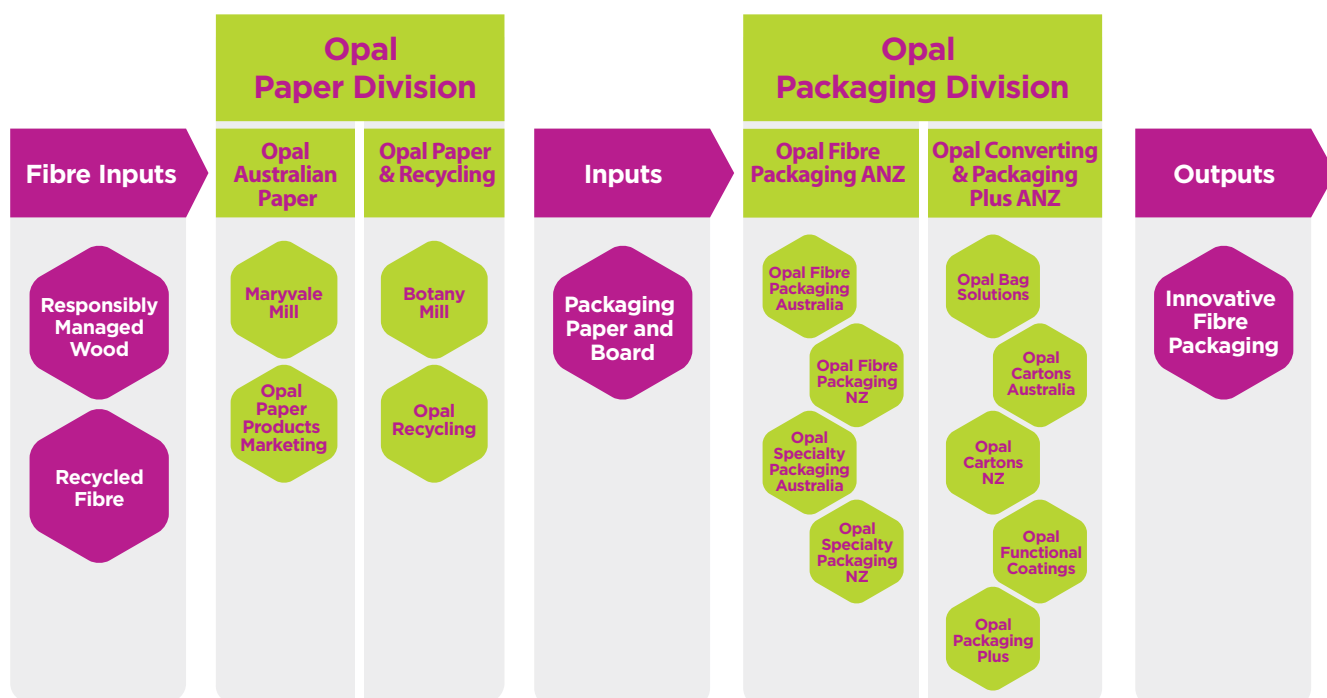 Opal
Paper Division
Opal
Packaging Division
Fibre Inputs
Opal
Australian
Paper
Opal Paper
& Recycling
Inputs
Opal Fibre
Packaging ANZ
Opal Converting
& Packaging
Plus ANZ
Outputs
Responsibly
Managed
Wood
Recycled
Fibre
Maryvale
Mill
Opal
Paper
Products
Marketing
Botany
Mill
Opal
Recycling
Packaging
Paper and
Board
Opal Fibre
Packaging
Australia
Opal Fibre
Packaging
NZ
Opal
Specialty
Packaging
Australia
Opal
Specialty
Packaging
NZ
Opal Bag
Solutions
Opal
Cartons
Australia
Opal
Cartons
NZ
Opal
Functional
Coatings
Opal
Packaging
Plus
Innovative
Fibre
Packaging